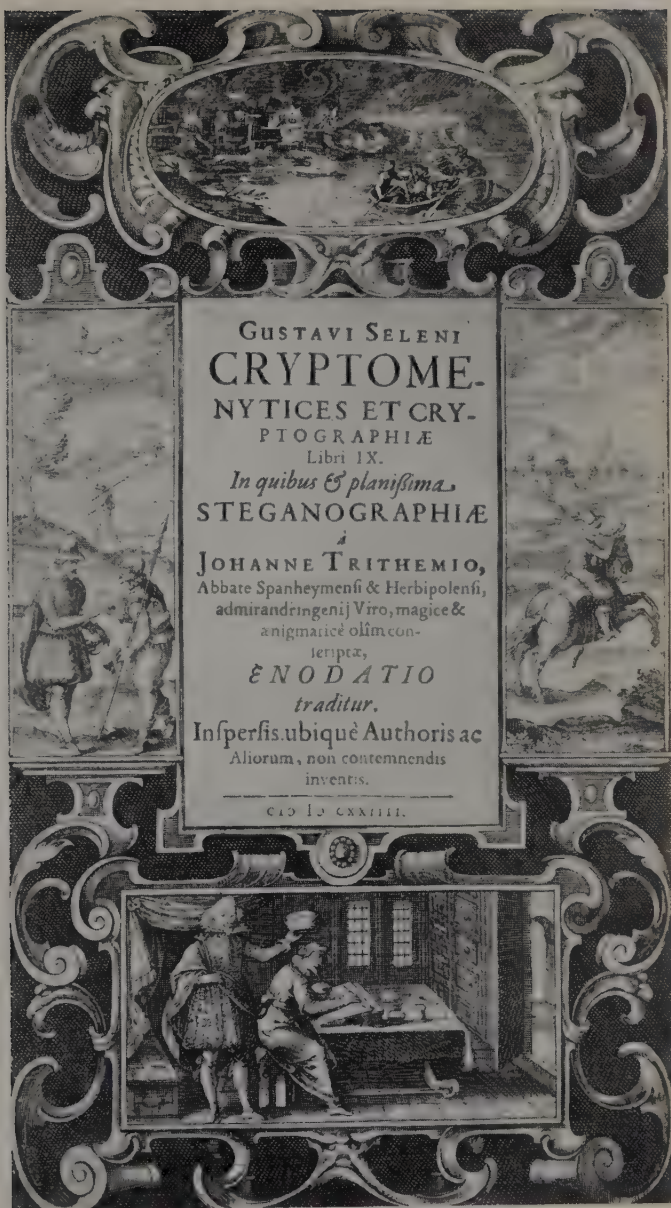 GUSTAVI SELENI
CRYPTOME-
NYTICES ET CRY-
PTOGRAPHIÆ
Libri IX.
In quibus & planißima
STEGANOGRAPHIÆ
á
JOHANNE TRITHEMIO,
Abbate Spanheymenſi & Herbipolenſi,
admirandi ingenij Viro, magicè &
ænigmaticè olîm con-
ſcriptæ,
ENODATIO
traditur.
Inſperſis ubiquè Authoris ac
Aliorum, non contemnendis
inventis.
CIↃ IↃ CXXIIII.